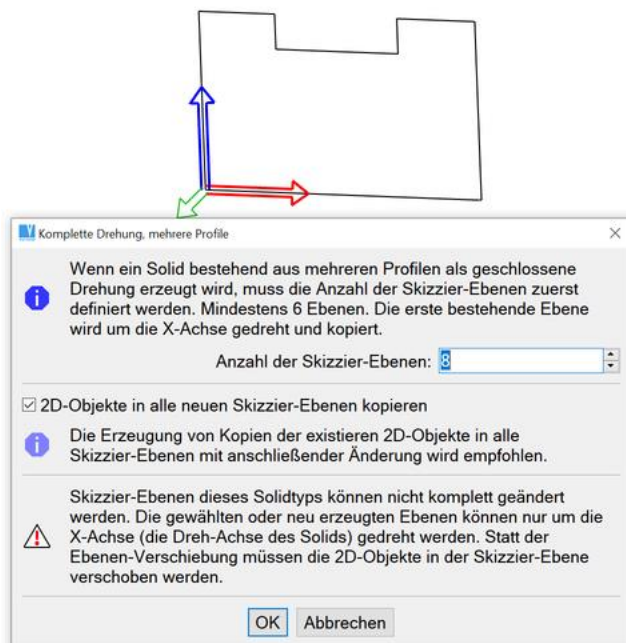 Komplette Drehung, mehrere Profile
Wenn ein Solid bestehend aus mehreren Profilen als geschlossene
Drehung erzeugt wird, muss die Anzahl der Skizzier-Ebenen zuerst
definiert werden. Mindestens 6 Ebenen. Die erste bestehende Ebene
wird um die X-Achse gedreht und kopiert.
Anzahl der Skizzier-Ebenen: 8
2D-Objekte in alle neuen Skizzier-Ebenen kopieren
Die Erzeugung von Kopien der existieren 2D-Objekte in alle
Skizzier-Ebenen mit anschließender Änderung wird empfohlen.
Skizzier-Ebenen dieses Solidtyps können nicht komplett geändert
werden. Die gewählten oder neu erzeugten Ebenen können nur um die
X-Achse (die Dreh-Achse des Solids) gedreht werden. Statt der
Ebenen-Verschiebung müssen die 2D-Objekte in der Skizzier-Ebene
verschoben werden.
OK Abbrechen